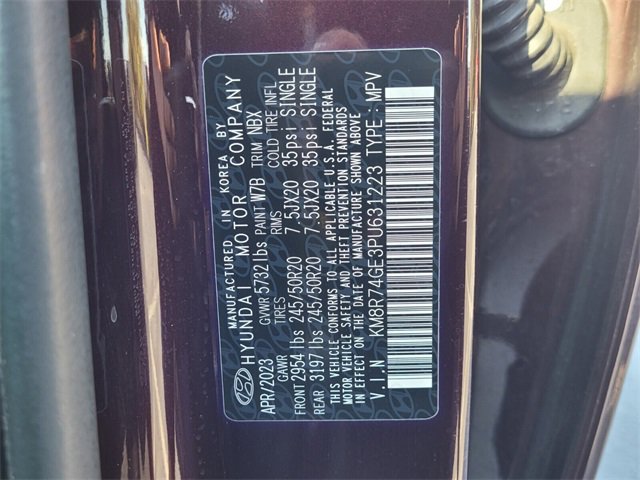 MANUFACTURED IN KOREA BY
HYUNDAI MOTOR COMPANY
APR/2023 GVWR 5732lbs PAINT W7B TRIM NBX
GAWR TIRES RIMS COLD TIRE INFL
FRONT 2954 lbs 245/50R20 7.5JX20 35psi SINGLE
REAR 3197 lbs 245/50R20 7.5JX20 35psi SINGLE
THIS VEHICLE CONFORMS TO ALL APPLICABLE U.S.A. FEDERAL
MOTOR VEHICLE SAFETY AND THEFT PREVENTION STANDARDS
IN EFFECT ON THE DATE OF MANUFACTURE SHOWN ABOVE
V.I.N KM8R74GE3PU631223 TYPE : MPV